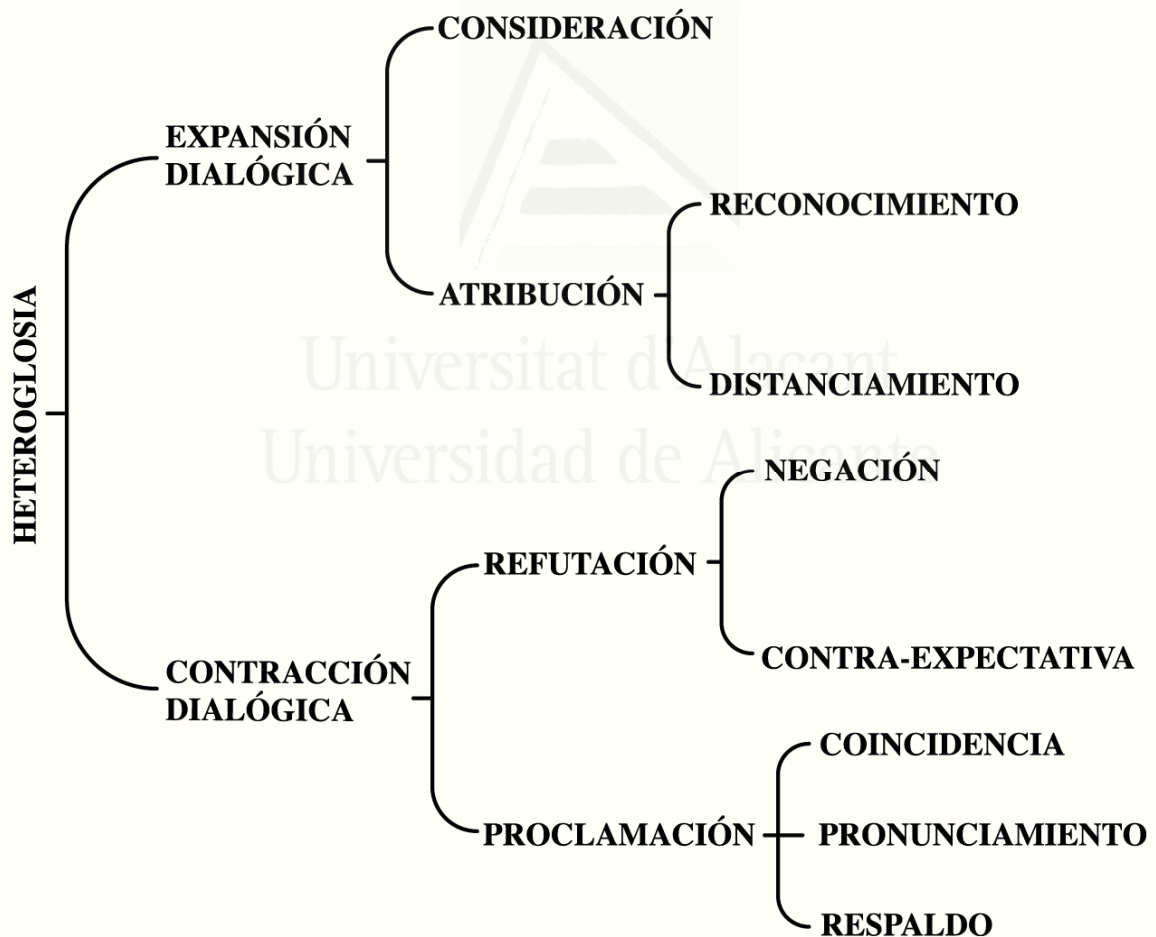 CONSIDERACIÓN
EXPANSIÓN
DIALÓGICA
RECONOCIMIENTO
ATRIBUCIÓN
DISTANCIAMIENTO
HETEROGLOSIA
Universitat d'Alacant
Universidad de Alicante
NEGACIÓN
REFUTACIÓN
CONTRA-EXPECTATIVA
CONTRACCIÓN
DIALÓGICA
COINCIDENCIA
PROCLAMACIÓN
PRONUNCIAMIENTO
RESPALDO